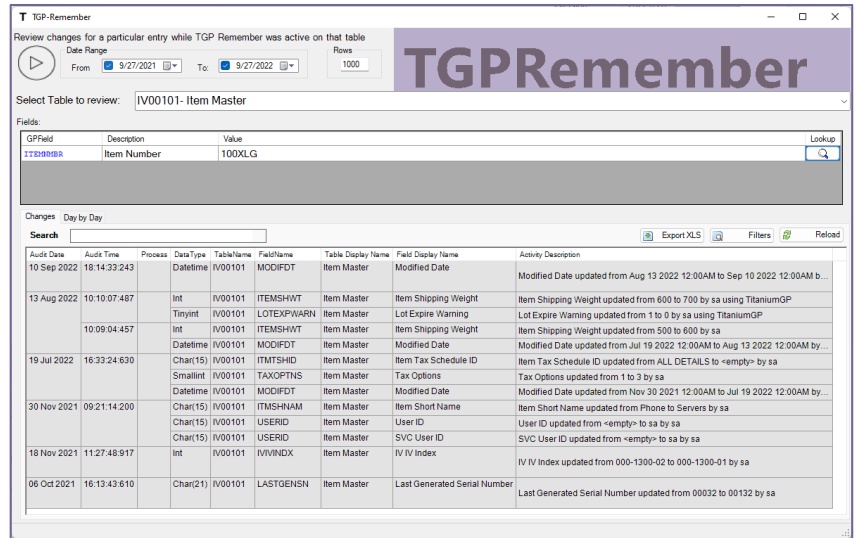 T TGP-Remember
Review changes for a particular entry while TGP Remember was active on that table
Date Range
From 9/27/2021 To: 9/27/2022
Rows
1000
TGPRemember
Select Table to review: IV00101- Item Master
Fields:
GPField Description Value Lookup
ITEMNMBR Item Number 100XLG
Changes Day by Day
Search Export XLS Filters Reload
Audit Date Audit Time Process DataType TableName FieldName Table Display Name Field Display Name Activity Description
10 Sep 2022 18:14:33:243 Datetime IV00101 MODIFDT Item Master Modified Date Modified Date updated from Aug 13 2022 12:00AM to Sep 10 2022 12:00AM b...
13 Aug 2022 10:10:07:487 Int IV00101 ITEMSHWT Item Master Item Shipping Weight Item Shipping Weight updated from 600 to 700 by sa using TitaniumGP
Tinyint IV00101 LOTEXPWARN Item Master Lot Expire Warning Lot Expire Warning updated from 1 to 0 by sa using TitaniumGP
10:09:04:457 Int IV00101 ITEMSHWT Item Master Item Shipping Weight Item Shipping Weight updated from 500 to 600 by sa
Datetime IV00101 MODIFDT Item Master Modified Date Modified Date updated from Jul 19 2022 12:00AM to Aug 13 2022 12:00AM by...
19 Jul 2022 16:33:24:630 Char(15) IV00101 ITMTSHID Item Master Item Tax Schedule ID Item Tax Schedule ID updated from ALL DETAILS to <empty> by sa
Smallint IV00101 TAXOPTNS Item Master Tax Options Tax Options updated from 1 to 3 by sa
Datetime IV00101 MODIFDT Item Master Modified Date Modified Date updated from Nov 30 2021 12:00AM to Jul 19 2022 12:00AM by...
30 Nov 2021 09:21:14:200 Char(15) IV00101 ITMSHNAM Item Master Item Short Name Item Short Name updated from Phone to Servers by sa
Char(15) IV00101 USERID Item Master User ID User ID updated from <empty> to sa by sa
Char(15) IV00101 USERID Item Master SVC User ID SVC User ID updated from <empty> to sa by sa
18 Nov 2021 11:27:48:917 Int IV00101 IVIVINDX Item Master IV IV Index IV IV Index updated from 000-1300-02 to 000-1300-01 by sa
06 Oct 2021 16:13:43:610 Char(21) IV00101 LASTGENSN Item Master Last Generated Serial Number Last Generated Serial Number updated from 00032 to 00132 by sa